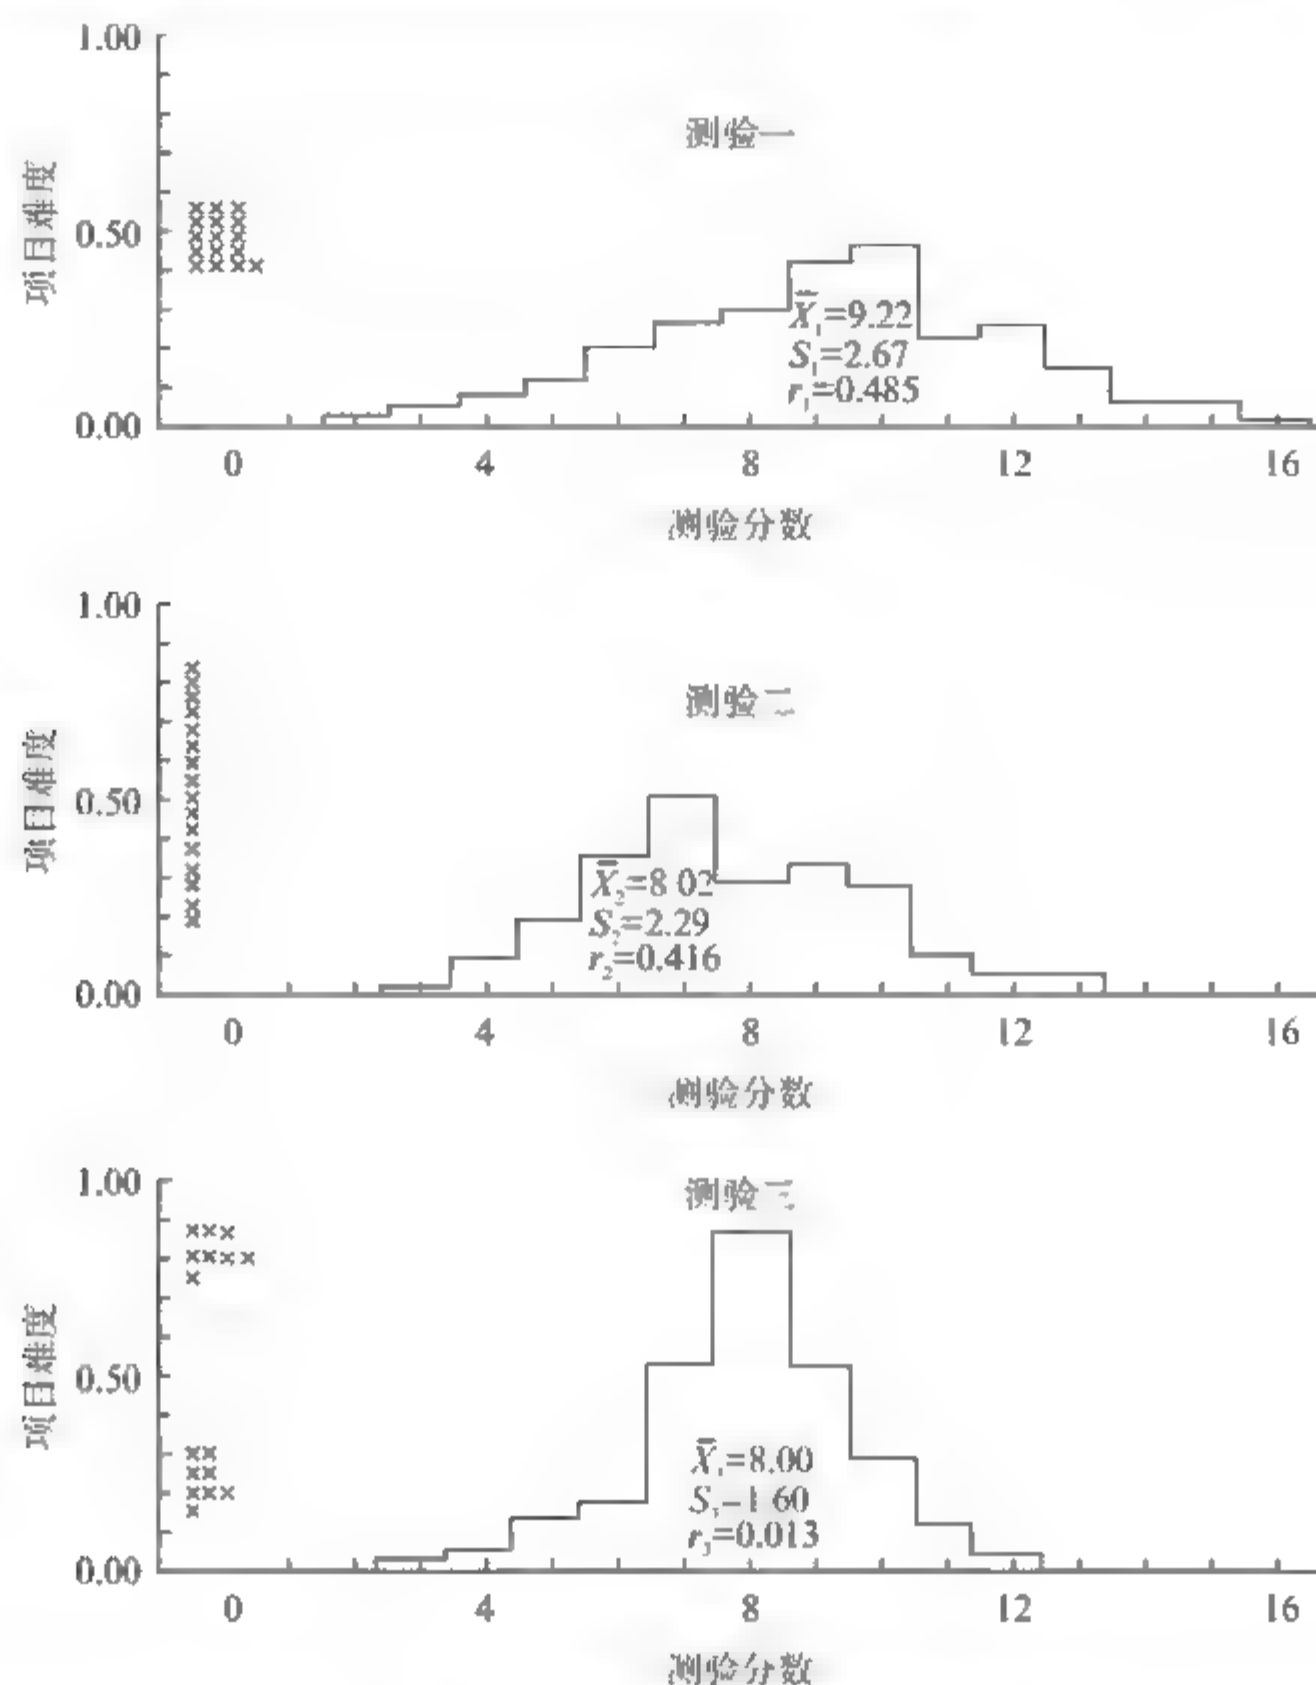 1.00
测验一
项目难度
0.50
X̄₁=9.22
S₁=2.67
r₁=0.485
0.00
0 4 8 12 16
测验分数
1.00
测验二
项目难度
0.50
X̄₂=8 02
S₂=2.29
r₂=0.416
0.00
0 4 8 12 16
测验分数
1.00
测验三
项目难度
0.50
X̄₃=8.00
S₃=1 60
r₃=0.013
0.00
0 4 8 12 16
测验分数